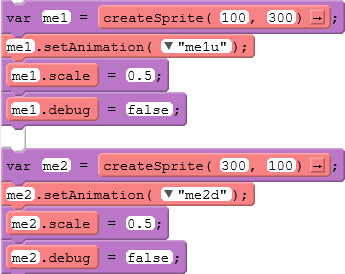 var me1 = createSprite( 100, 300) → ;
me1.setAnimation( ▼"me1u");
me1.scale = 0.5;
me1.debug = false;
var me2 = createSprite( 300, 100) → ;
me2.setAnimation( ▼"me2d");
me2.scale = 0.5;
me2.debug = false;